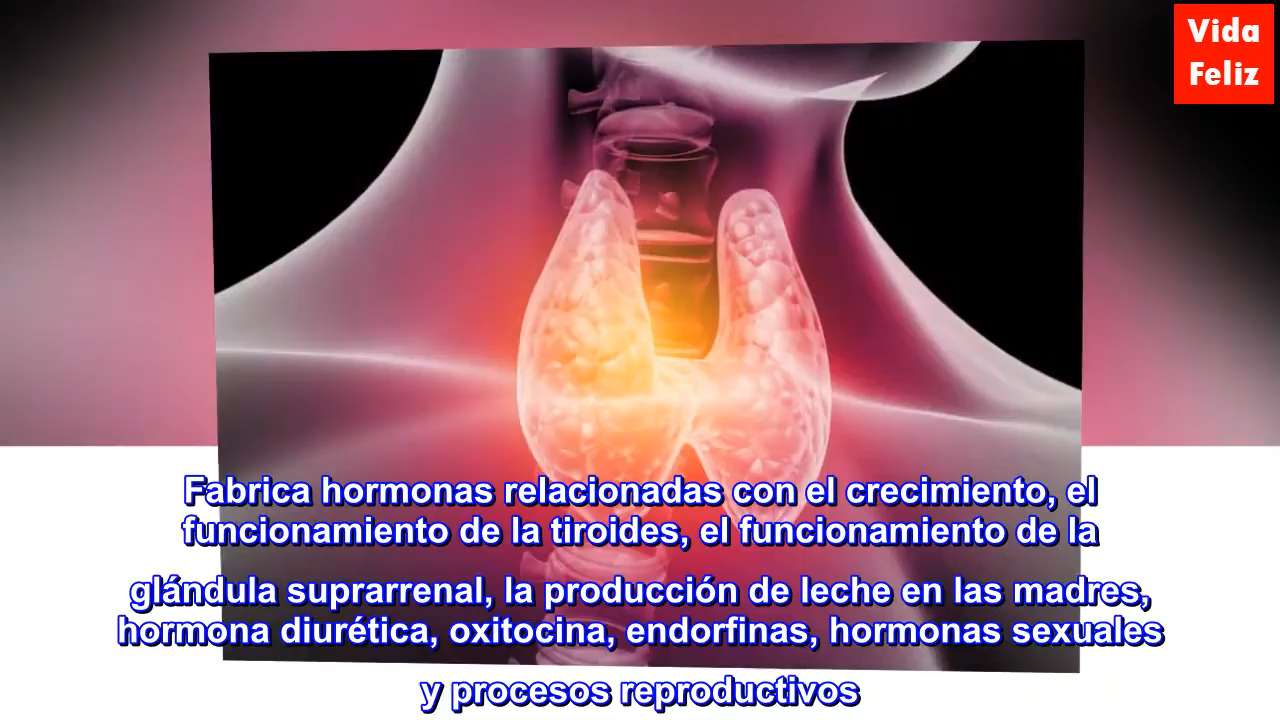 Vida
Feliz
Fabrica hormonas relacionadas con el crecimiento, el
funcionamiento de la tiroides, el funcionamiento de la
glándula suprarrenal, la producción de leche en las madres,
hormona diurética, oxitocina, endorfinas, hormonas sexuales
y procesos reproductivos